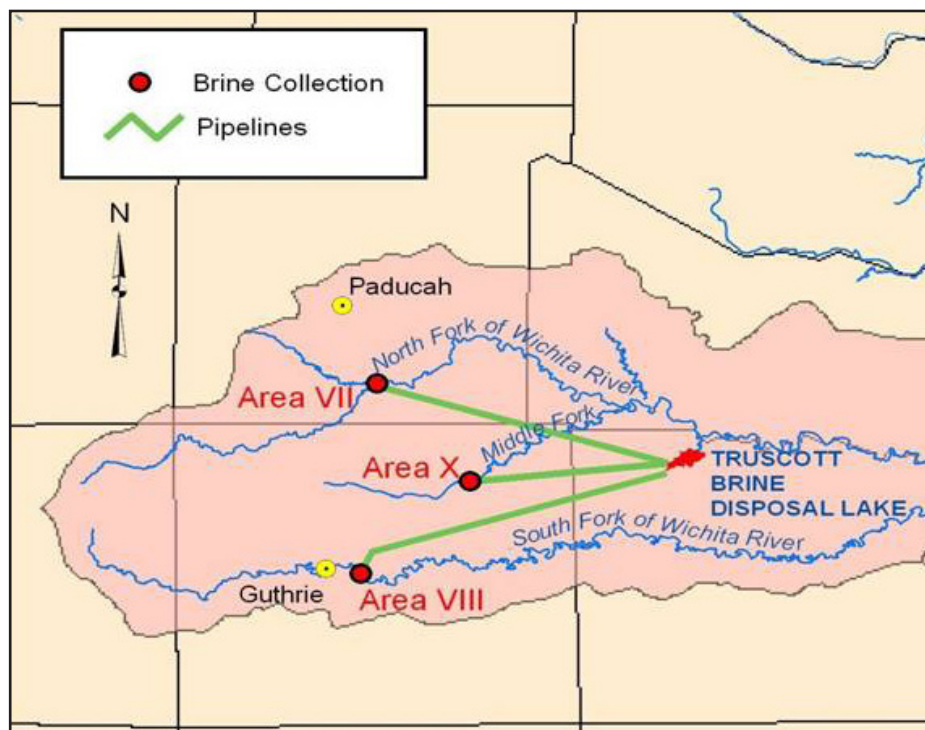 Brine Collection
Pipelines
N
Paducah
North Fork of Wichita River
Area VII
Middle Fork
Area X
TRUSCOTT
BRINE
DISPOSAL LAKE
South Fork of Wichita River
Guthrie
Area VIII